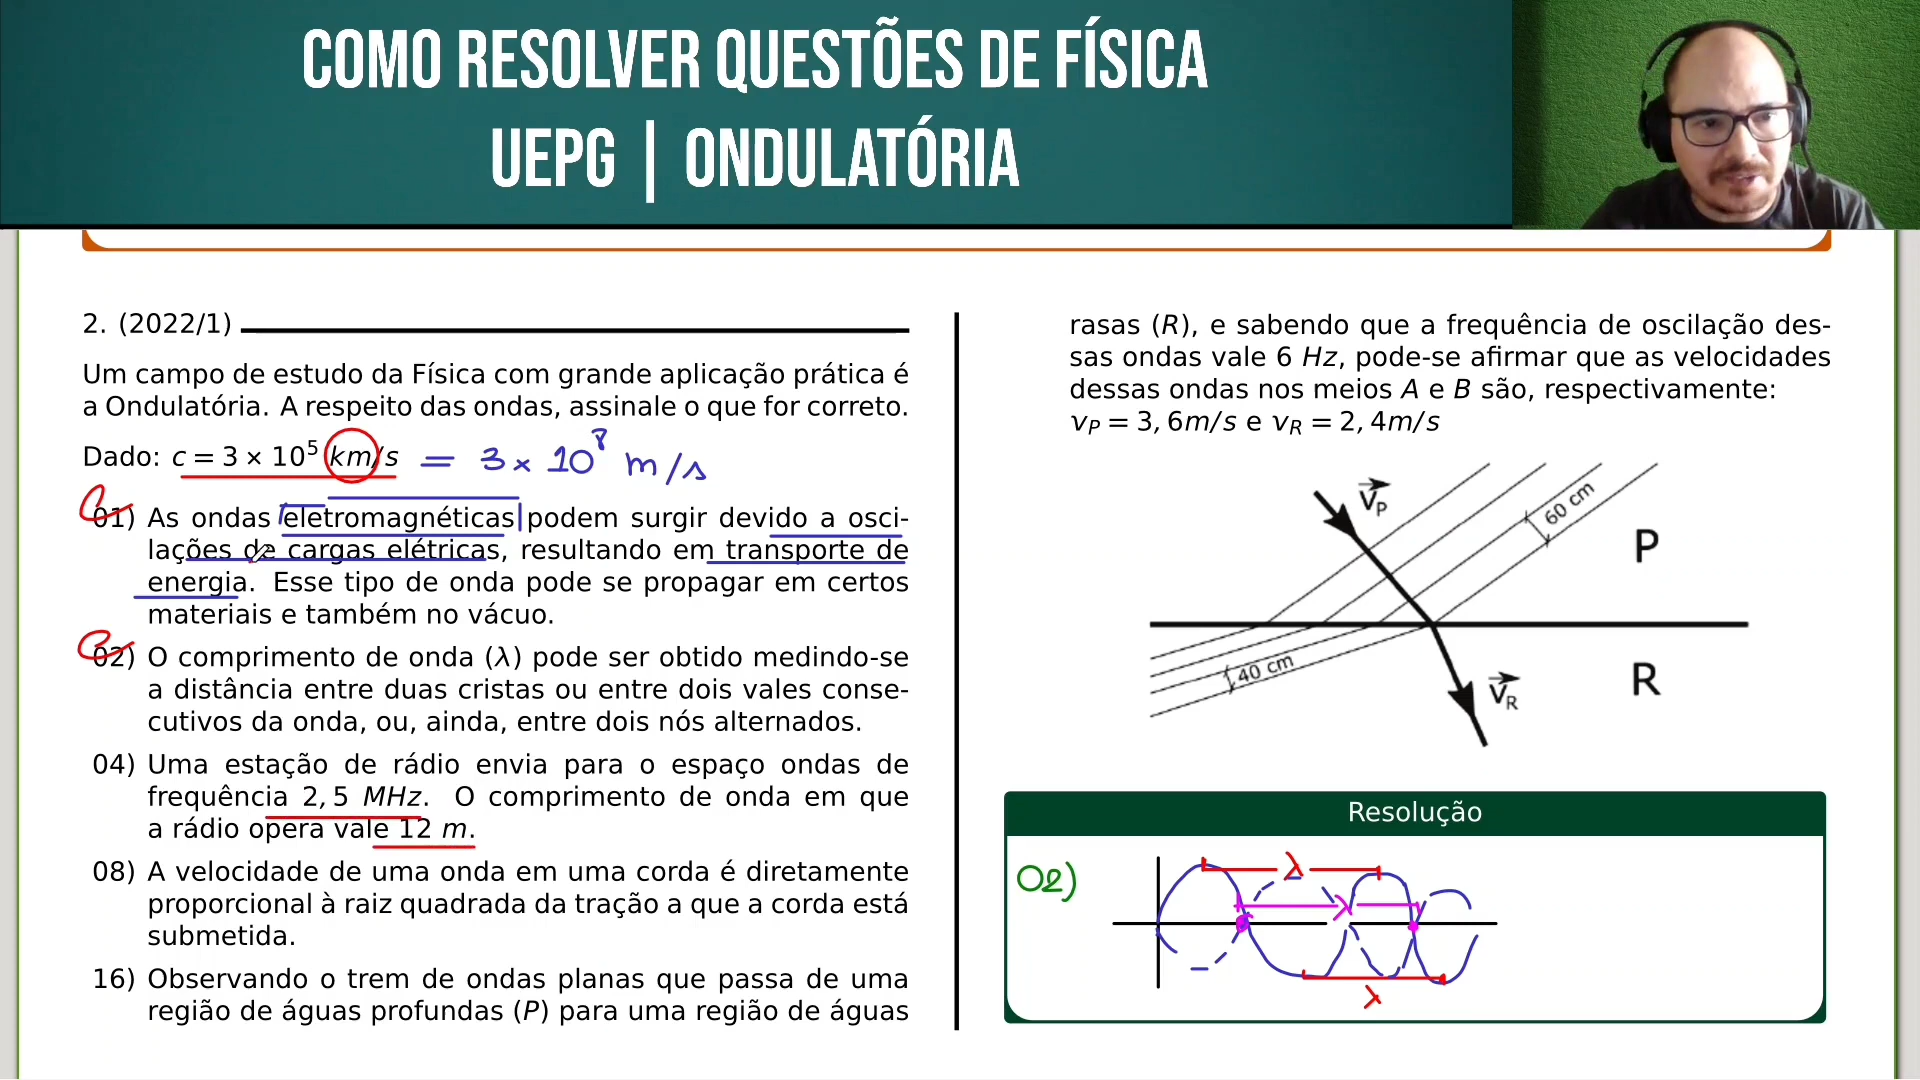 COMO RESOLVER QUESTÕES DE FÍSICA
UEPG | ONDULATÓRIA
2. (2022/1)
Um campo de estudo da Física com grande aplicação prática é
a Ondulatória. A respeito das ondas, assinale o que for correto.
Dado: c = 3 × 10⁵ km/s = 3 × 10⁸ m/s
01) As ondas eletromagnéticas podem surgir devido a osci-
lações de cargas elétricas, resultando em transporte de
energia. Esse tipo de onda pode se propagar em certos
materiais e também no vácuo.
02) O comprimento de onda (λ) pode ser obtido medindo-se
a distância entre duas cristas ou entre dois vales conse-
cutivos da onda, ou, ainda, entre dois nós alternados.
04) Uma estação de rádio envia para o espaço ondas de
frequência 2,5 MHz. O comprimento de onda em que
a rádio opera vale 12 m.
08) A velocidade de uma onda em uma corda é diretamente
proporcional à raiz quadrada da tração a que a corda está
submetida.
16) Observando o trem de ondas planas que passa de uma
região de águas profundas (P) para uma região de águas
rasas (R), e sabendo que a frequência de oscilação des-
sas ondas vale 6 Hz, pode-se afirmar que as velocidades
dessas ondas nos meios A e B são, respectivamente:
v_P = 3,6m/s e v_R = 2,4m/s
v_P
60 cm
P
40 cm
v_R
R
Resolução
02)
λ
λ
λ